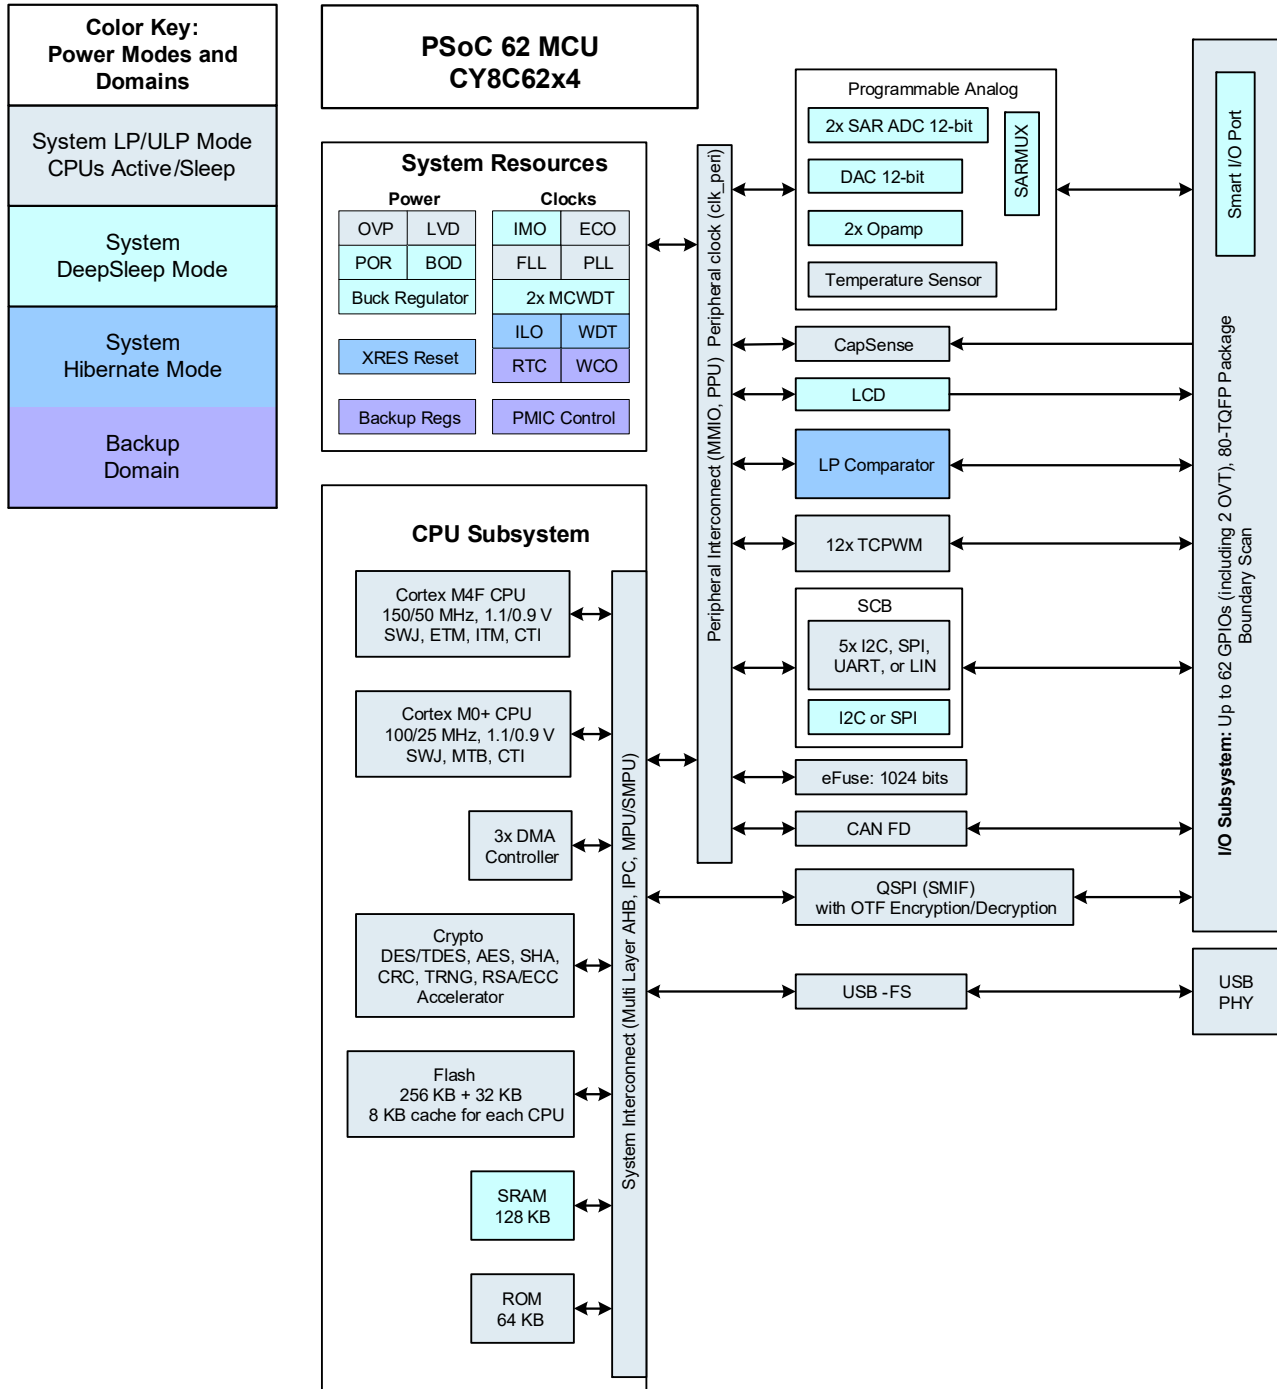 Color Key:
Power Modes and
Domains
System LP/ULP Mode
CPUs Active/Sleep
System
DeepSleep Mode
System
Hibernate Mode
Backup
Domain
PSoC 62 MCU
CY8C62x4
System Resources
Power
Clocks
OVP
LVD
IMO
ECO
POR
BOD
FLL
PLL
Buck Regulator
2x MCWDT
ILO
WDT
XRES Reset
RTC
WCO
Backup Regs
PMIC Control
CPU Subsystem
Cortex M4F CPU
150/50 MHz, 1.1/0.9 V
SWJ, ETM, ITM, CTI
Cortex M0+ CPU
100/25 MHz, 1.1/0.9 V
SWJ, MTB, CTI
3x DMA
Controller
Crypto
DES/TDES, AES, SHA,
CRC, TRNG, RSA/ECC
Accelerator
Flash
256 KB + 32 KB
8 KB cache for each CPU
SRAM
128 KB
ROM
64 KB
System Interconnect (Multi Layer AHB, IPC, MPU/SMPU)
Peripheral Interconnect (MMIO, PPU) Peripheral clock (clk_peri)
Programmable Analog
2x SAR ADC 12-bit
DAC 12-bit
2x Opamp
Temperature Sensor
SARMUX
CapSense
LCD
LP Comparator
12x TCPWM
SCB
5x I2C, SPI,
UART, or LIN
I2C or SPI
eFuse: 1024 bits
CAN FD
QSPI (SMIF)
with OTF Encryption/Decryption
USB -FS
Smart I/O Port
I/O Subsystem: Up to 62 GPIOs (including 2 OVT), 80-TQFP Package
Boundary Scan
USB
PHY